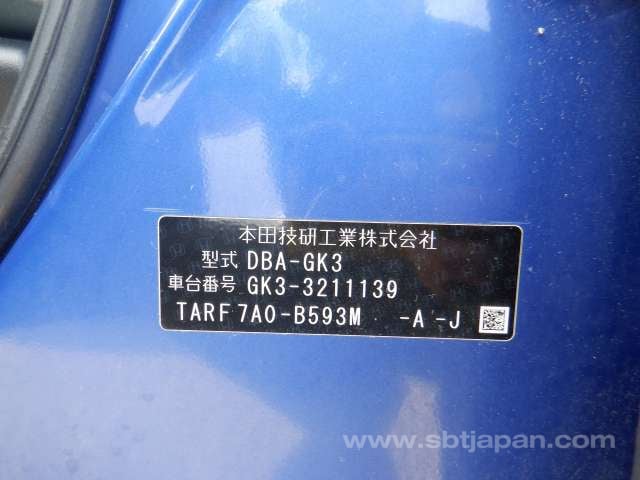 本田技研工業株式会社
型式 DBA-GK3
車台番号 GK3-3211139
TARF 7A0-B593M -A -J
www.sbtjapan.com